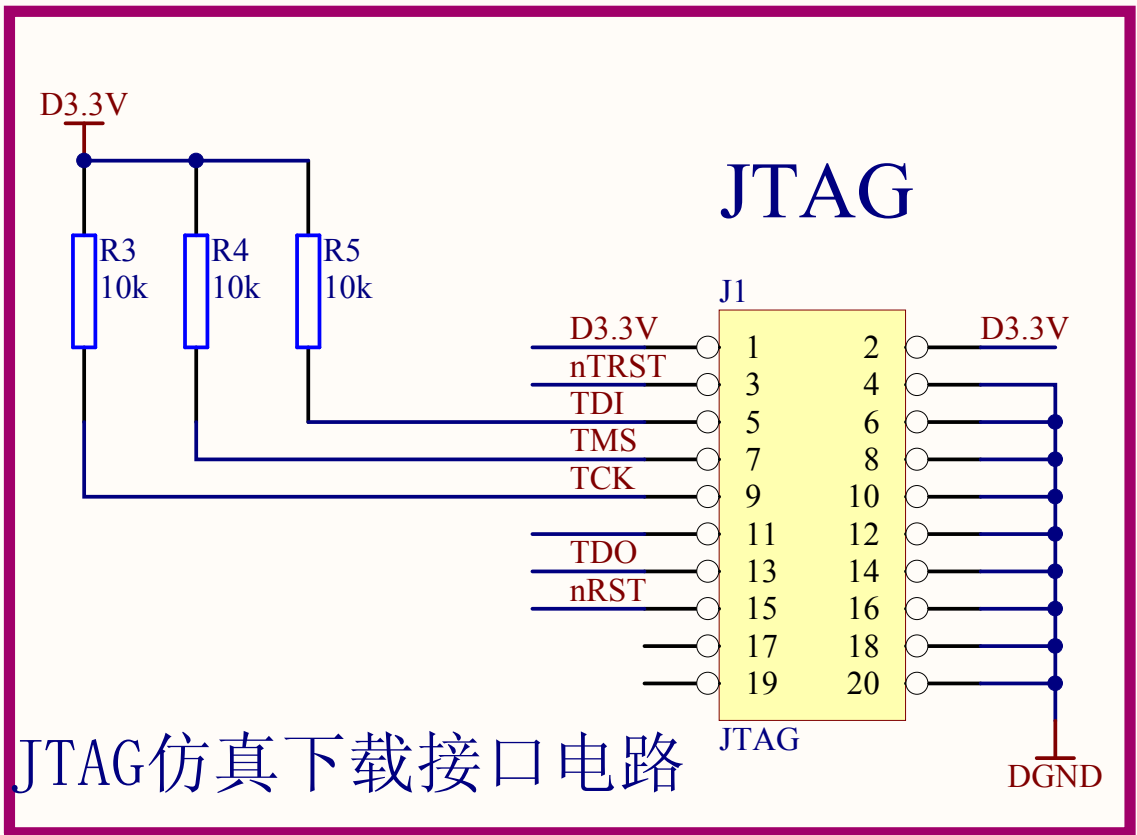 D3.3V
JTAG
R3 R4 R5
10k 10k 10k
J1
D3.3V 1 2 D3.3V
nTRST 3 4
TDI 5 6
TMS 7 8
TCK 9 10
11 12
TDO 13 14
nRST 15 16
17 18
19 20
JTAG
JTAG仿真下载接口电路
DGND